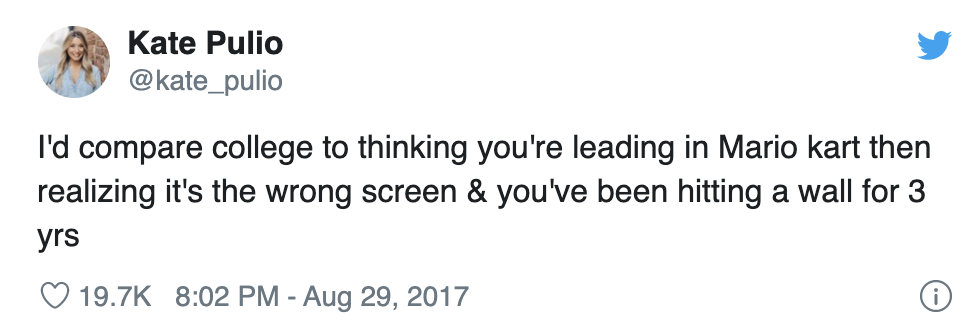 Kate Pulio
@kate_pulio
I'd compare college to thinking you're leading in Mario kart then
realizing it's the wrong screen & you've been hitting a wall for 3
yrs
19.7K 8:02 PM - Aug 29, 2017